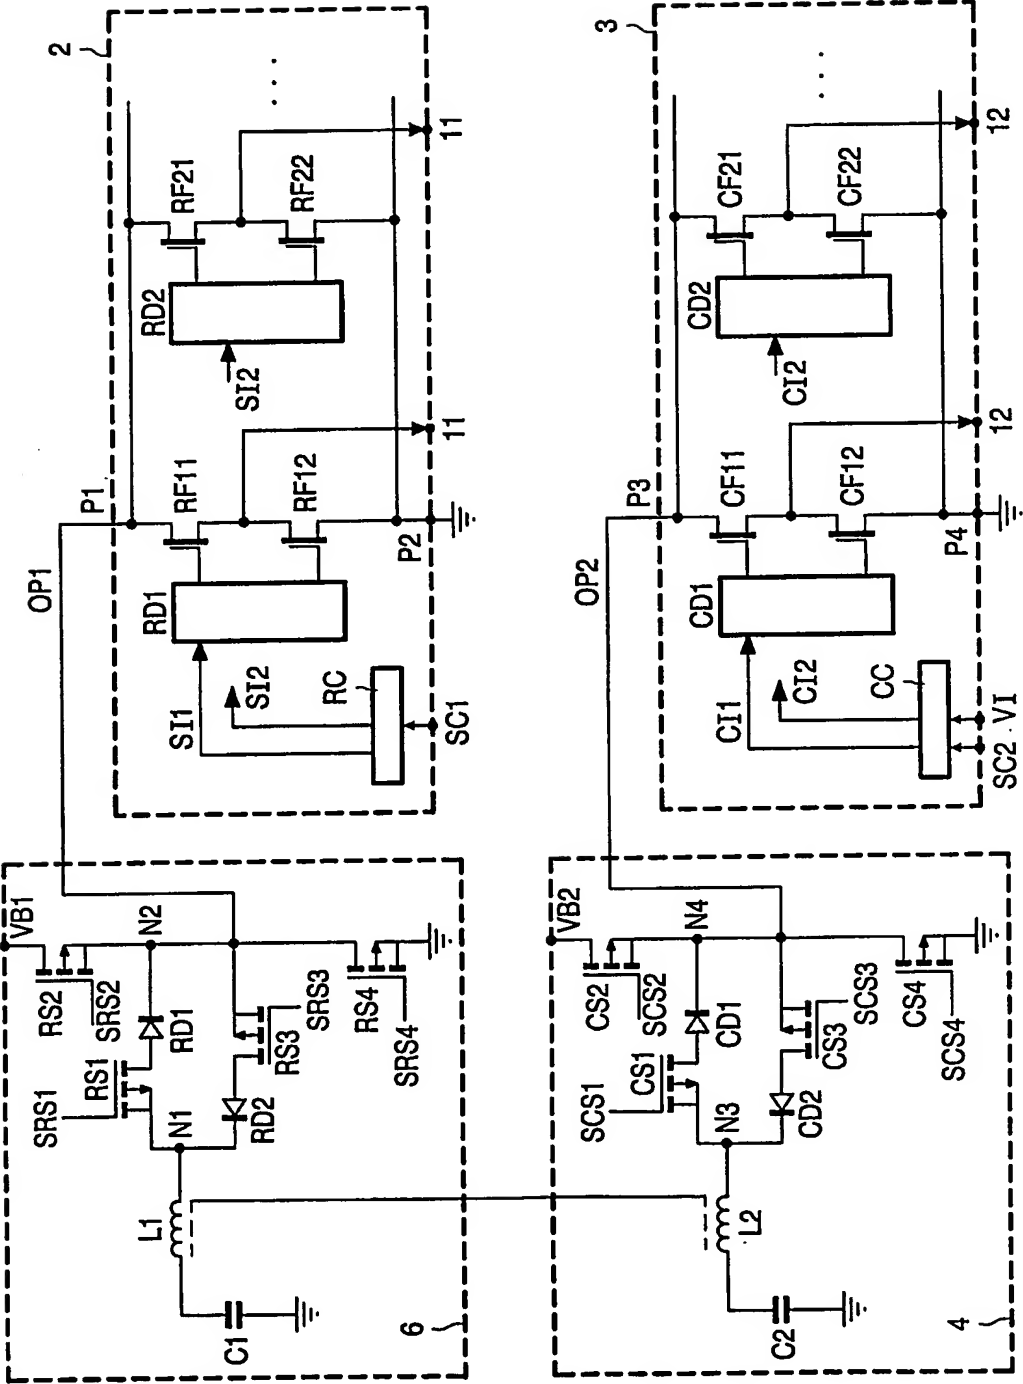 2
RF21
RF22
11
RD2
SI2
P1
RF11
RF12
11
P2
OP1
RD1
SI1
SI2
RC
SC1
VB1
RS2
SRS2
N2
RD1
RS1
SRS1
N1
RD2
RS3
SRS3
RS4
SRS4
L1
C1
6
3
CF21
CF22
12
CD2
CI2
P3
CF11
CF12
12
P4
OP2
CD1
CI1
CI2
CC
SC2
VI
VB2
CS2
SCS2
N4
CD1
CS1
SCS1
N3
CD2
CS3
SCS3
CS4
SCS4
L2
C2
4